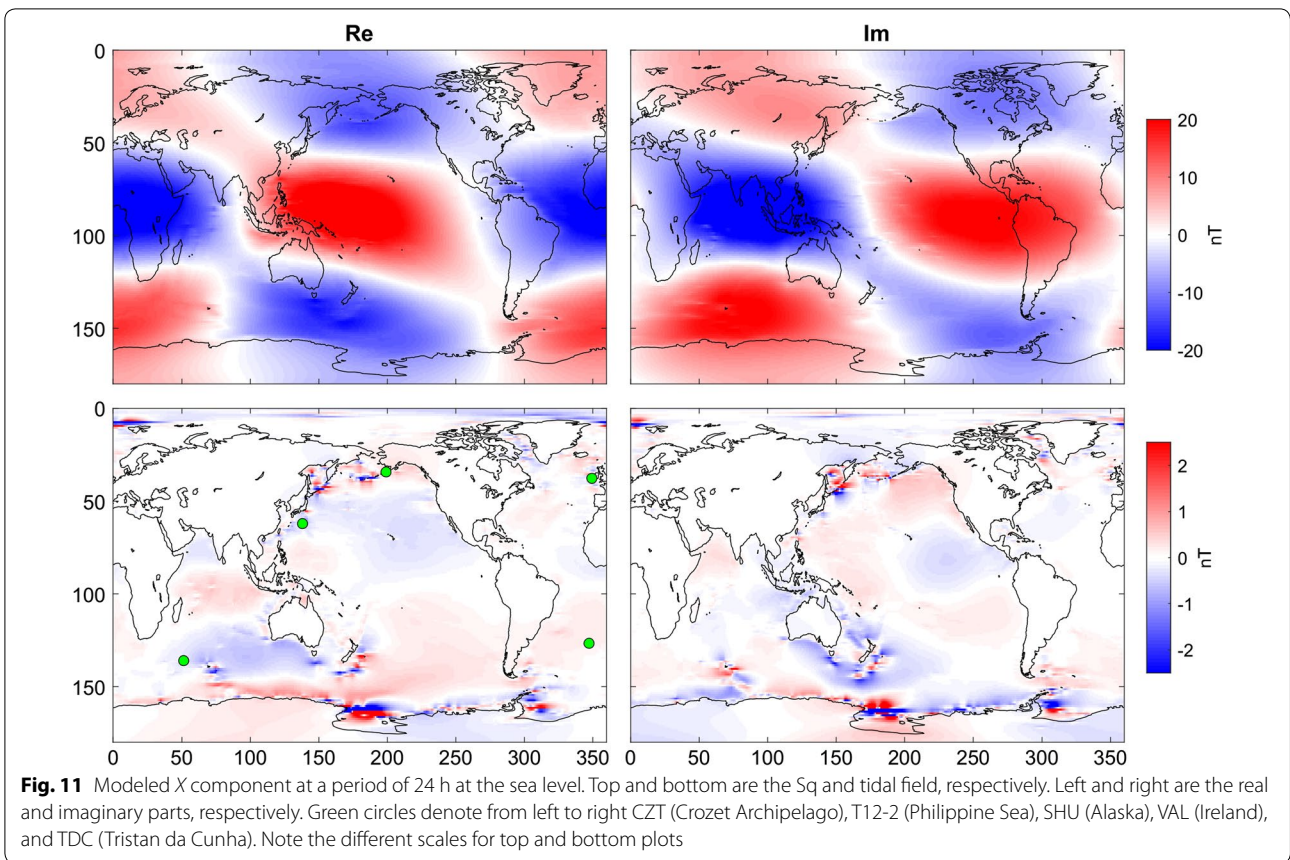 Re Im
0
50
100
150
20
10
0
-10
-20
nT
0
50
100
150
2
1
0
-1
-2
nT
0 50 100 150 200 250 300 350 0 50 100 150 200 250 300 350
Fig. 11 Modeled X component at a period of 24 h at the sea level. Top and bottom are the Sq and tidal field, respectively. Left and right are the real
and imaginary parts, respectively. Green circles denote from left to right CZT (Crozet Archipelago), T12-2 (Philippine Sea), SHU (Alaska), VAL (Ireland),
and TDC (Tristan da Cunha). Note the different scales for top and bottom plots